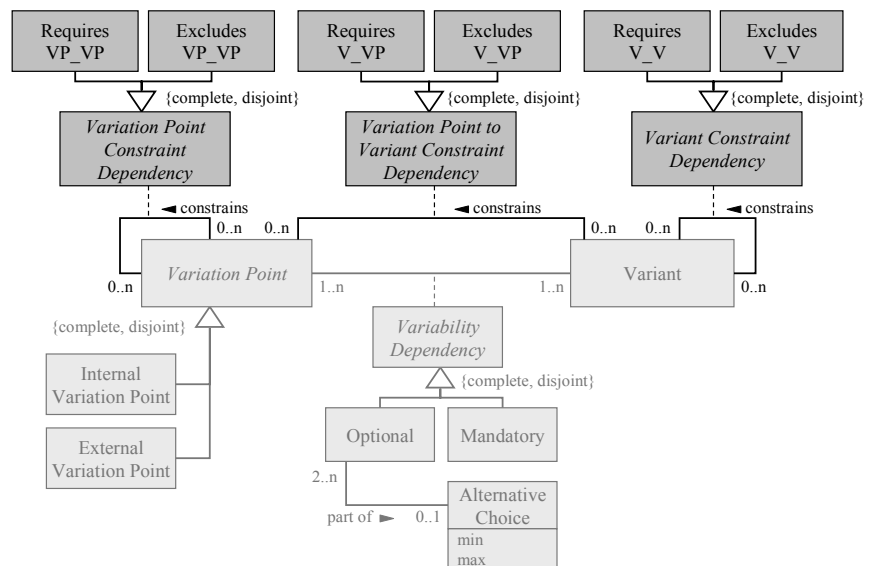 Requires
VP_VP
Excludes
VP_VP
Requires
V_VP
Excludes
V_VP
Requires
V_V
Excludes
V_V
{complete, disjoint}
{complete, disjoint}
{complete, disjoint}
Variation Point
Constraint
Dependency
Variation Point to
Variant Constraint
Dependency
Variant Constraint
Dependency
◄ constrains
◄ constrains
◄ constrains
0..n
0..n
0..n
0..n
0..n
0..n
Variation Point
Variant
1..n
1..n
{complete, disjoint}
Variability
Dependency
Internal
Variation Point
{complete, disjoint}
External
Variation Point
Optional
Mandatory
2..n
part of ►
0..1
Alternative
Choice
min
max